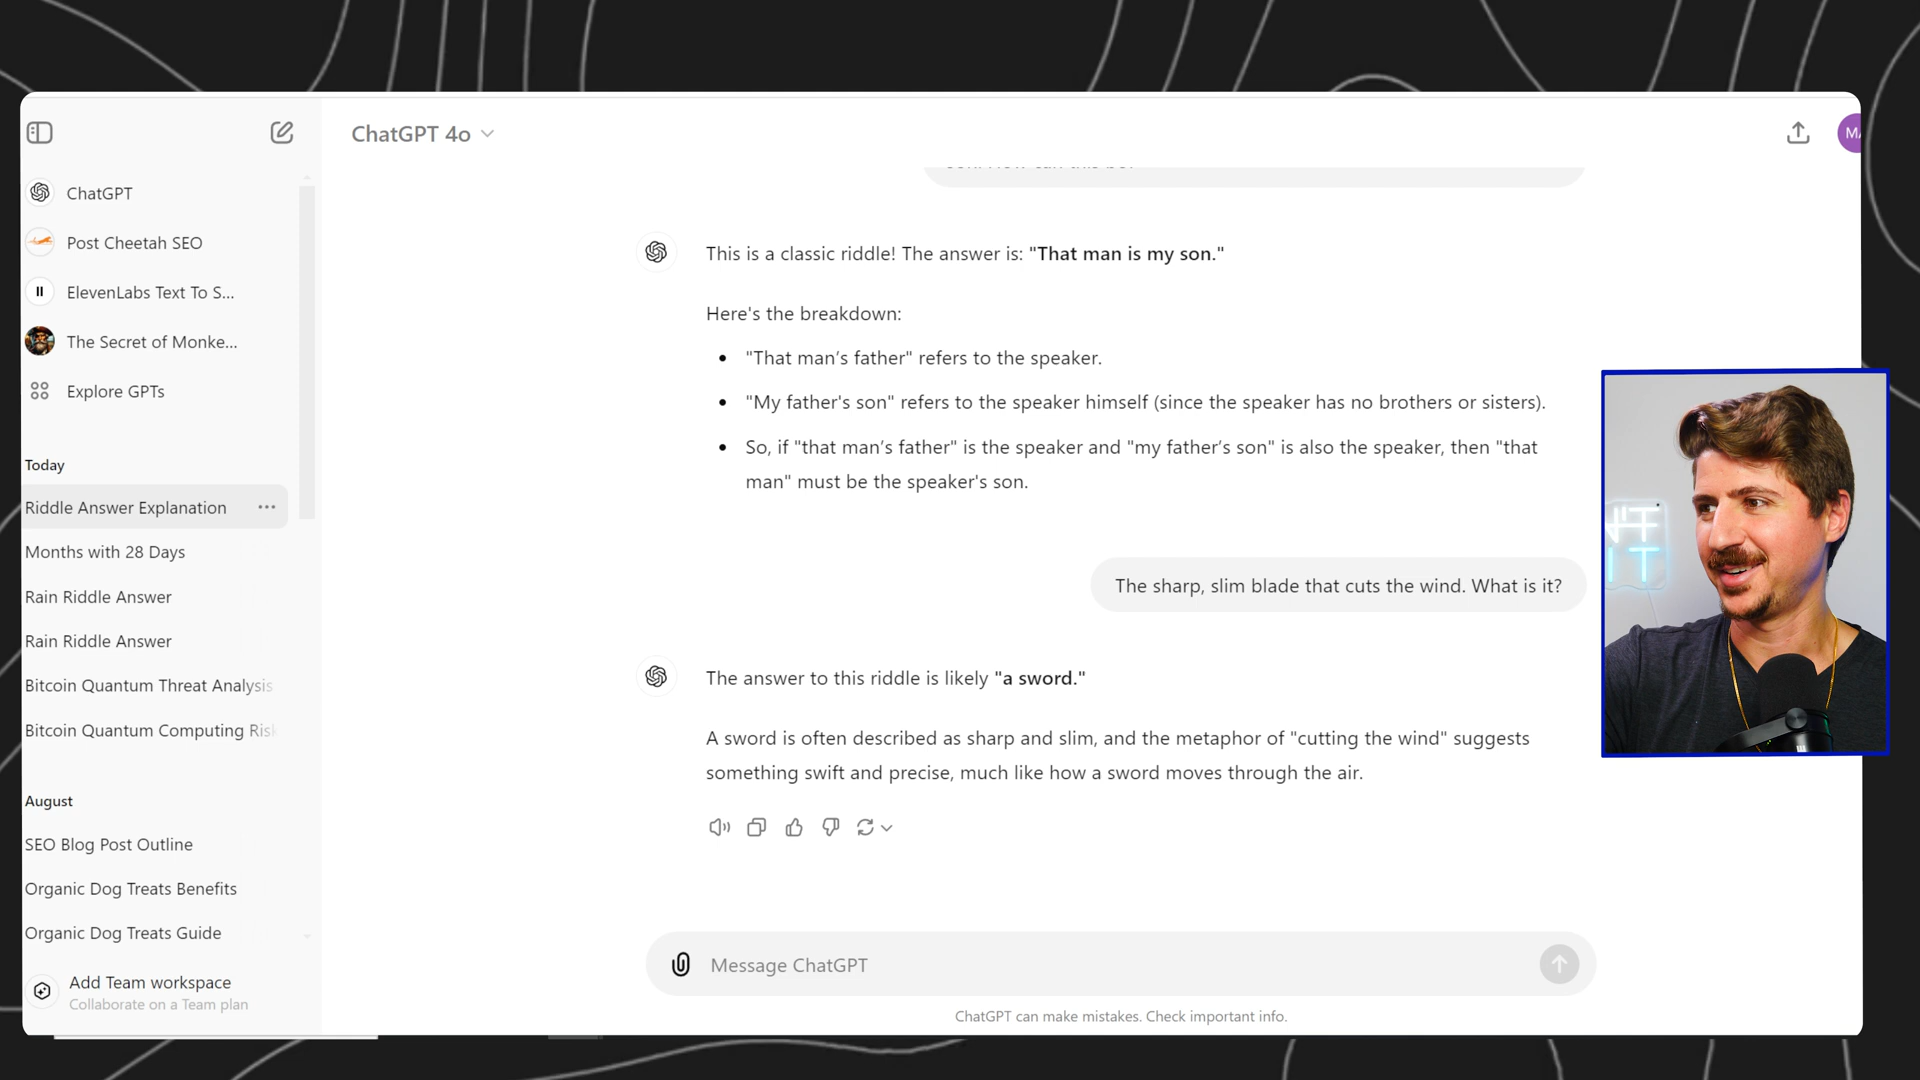 ChatGPT 4o
MA
ChatGPT
Post Cheetah SEO
ElevenLabs Text To S...
The Secret of Monke...
Explore GPTs
Today
Riddle Answer Explanation
Months with 28 Days
Rain Riddle Answer
Rain Riddle Answer
Bitcoin Quantum Threat Analysis
Bitcoin Quantum Computing Risk
August
SEO Blog Post Outline
Organic Dog Treats Benefits
Organic Dog Treats Guide
Add Team workspace
Collaborate on a Team plan
This is a classic riddle! The answer is: "That man is my son."
Here's the breakdown:
• "That man’s father" refers to the speaker.
• "My father's son" refers to the speaker himself (since the speaker has no brothers or sisters).
• So, if "that man’s father" is the speaker and "my father’s son" is also the speaker, then "that
man" must be the speaker's son.
The sharp, slim blade that cuts the wind. What is it?
The answer to this riddle is likely "a sword."
A sword is often described as sharp and slim, and the metaphor of "cutting the wind" suggests
something swift and precise, much like how a sword moves through the air.
Message ChatGPT
ChatGPT can make mistakes. Check important info.
N'T
IT